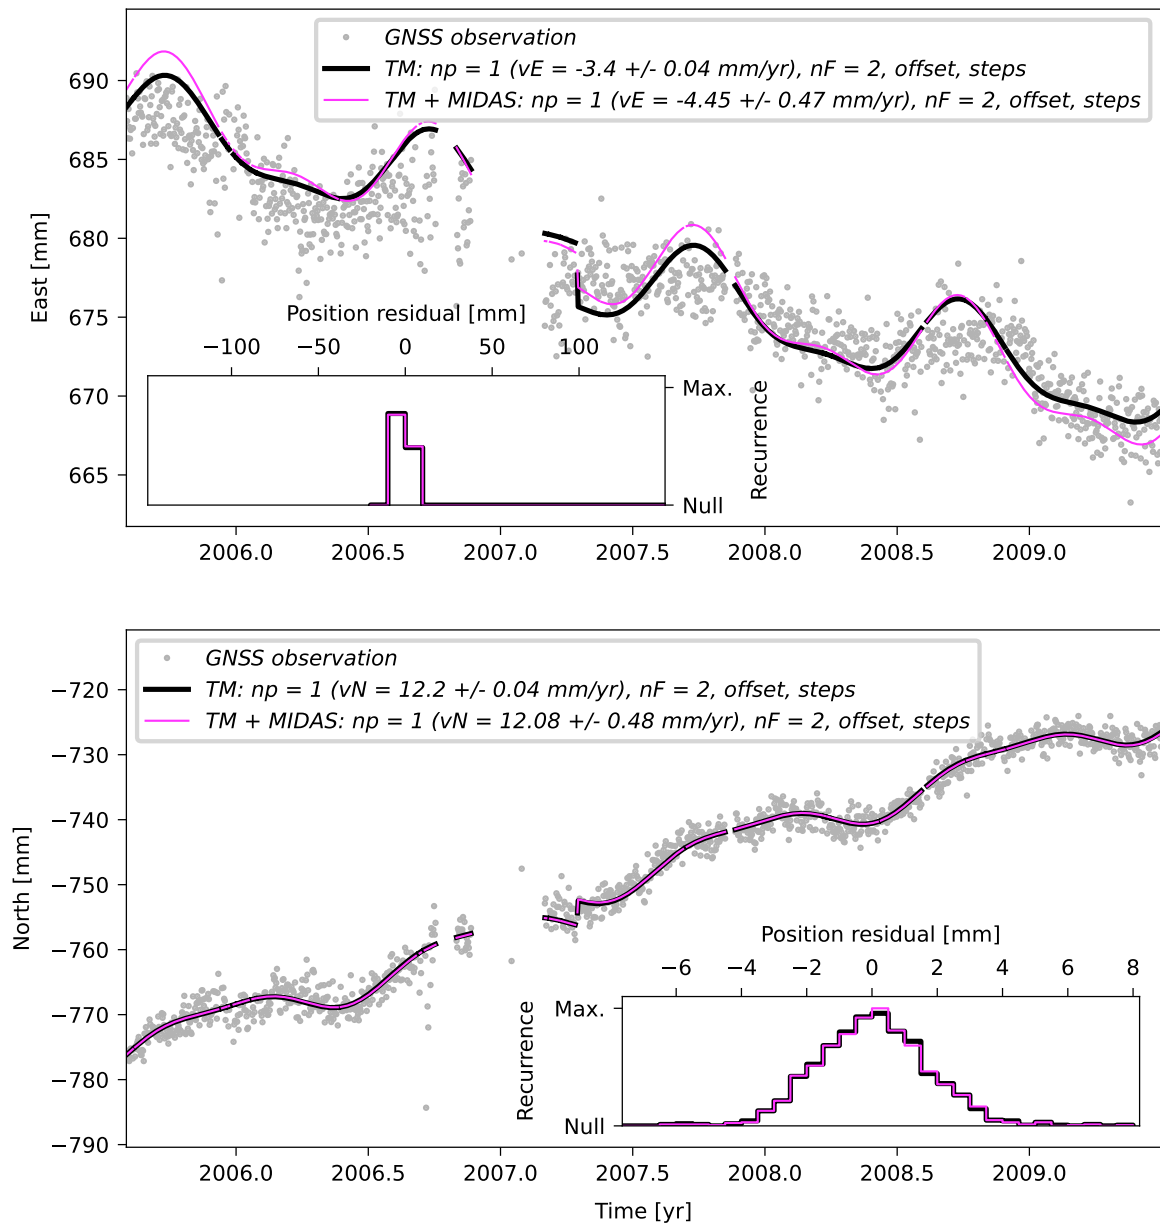 GNSS observation
TM: np = 1 (vE = -3.4 +/- 0.04 mm/yr), nF = 2, offset, steps
TM + MIDAS: np = 1 (vE = -4.45 +/- 0.47 mm/yr), nF = 2, offset, steps
East [mm]
690
685
680
675
670
665
Position residual [mm]
−100 −50 0 50 100
Max.
Recurrence
Null
2006.0 2006.5 2007.0 2007.5 2008.0 2008.5 2009.0
GNSS observation
TM: np = 1 (vN = 12.2 +/- 0.04 mm/yr), nF = 2, offset, steps
TM + MIDAS: np = 1 (vN = 12.08 +/- 0.48 mm/yr), nF = 2, offset, steps
North [mm]
−720
−730
−740
−750
−760
−770
−780
−790
Position residual [mm]
−6 −4 −2 0 2 4 6 8
Max.
Recurrence
Null
2006.0 2006.5 2007.0 2007.5 2008.0 2008.5 2009.0
Time [yr]